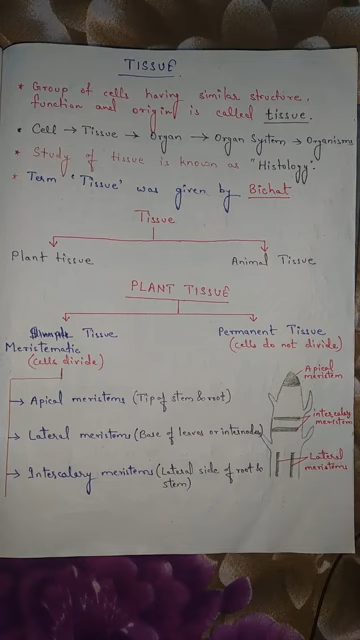 TISSUE
* Group of cells having similar structure,
function and origin is called tissue.
* Cell → Tissue → Organ → Organ System → Organisms
* Study of tissue is known as "Histology".
* Term 'Tissue' was given by Bichat
Tissue
Plant tissue
Animal Tissue
PLANT TISSUE
Tissue
Meristematic
(cells divide)
Permanent Tissue
(cells do not divide)
→ Apical meristems (Tip of stem & root)
→ Lateral meristems (Base of leaves or internodes)
→ Intercalary meristems (Lateral side of root &
stem)
Apical
meristem
intercalary
meristem
Lateral
meristems